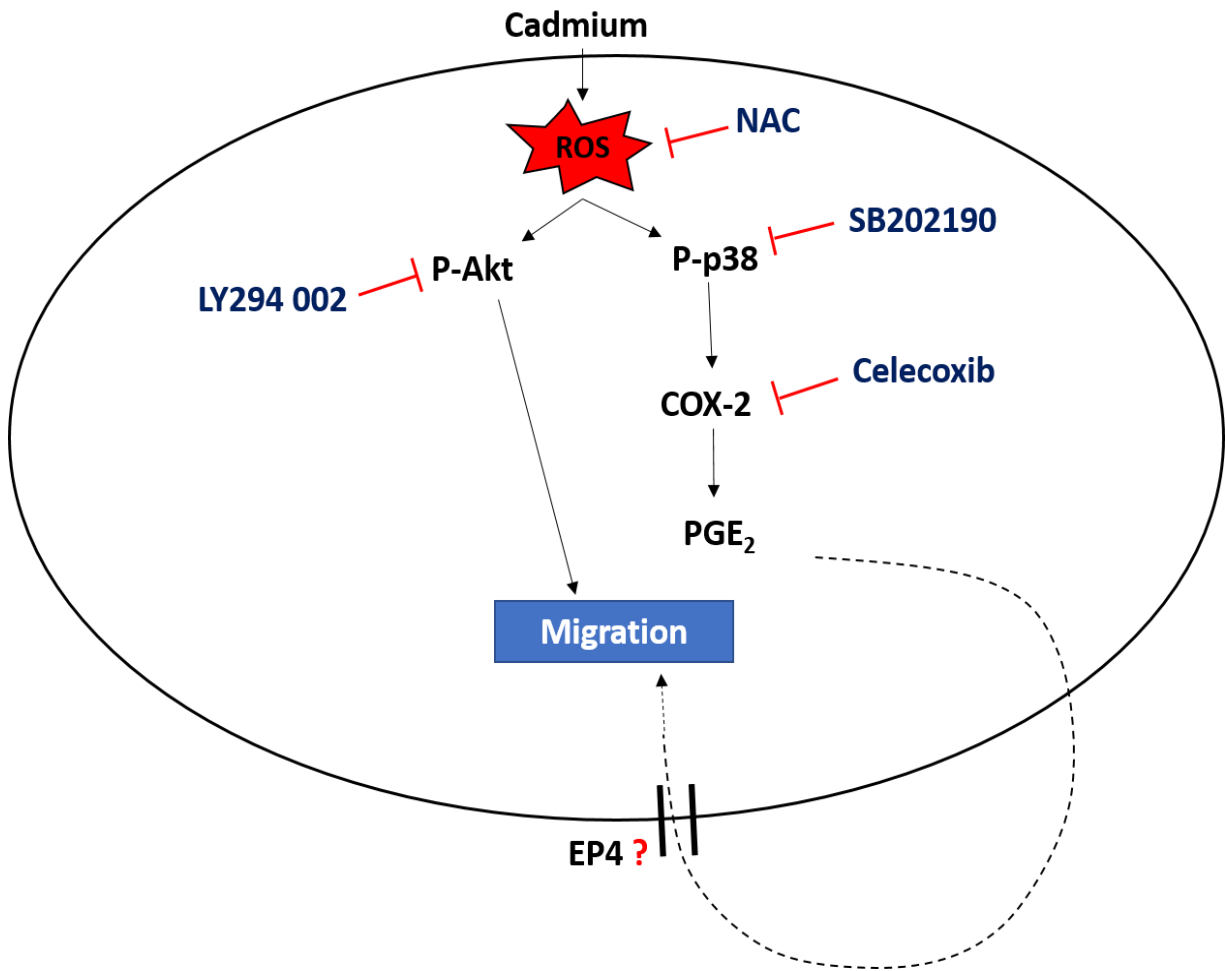 Cadmium
ROS
NAC
SB202190
P-Akt
P-p38
LY294 002
Celecoxib
COX-2
PGE₂
Migration
EP4 ?